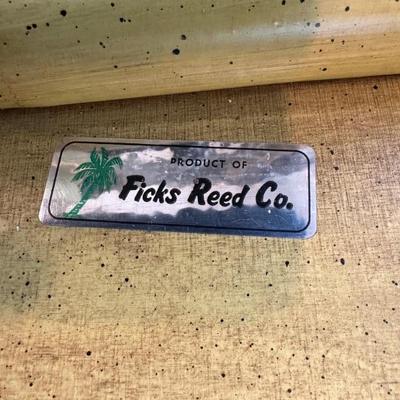 PRODUCT OF
Ficks Reed Co.